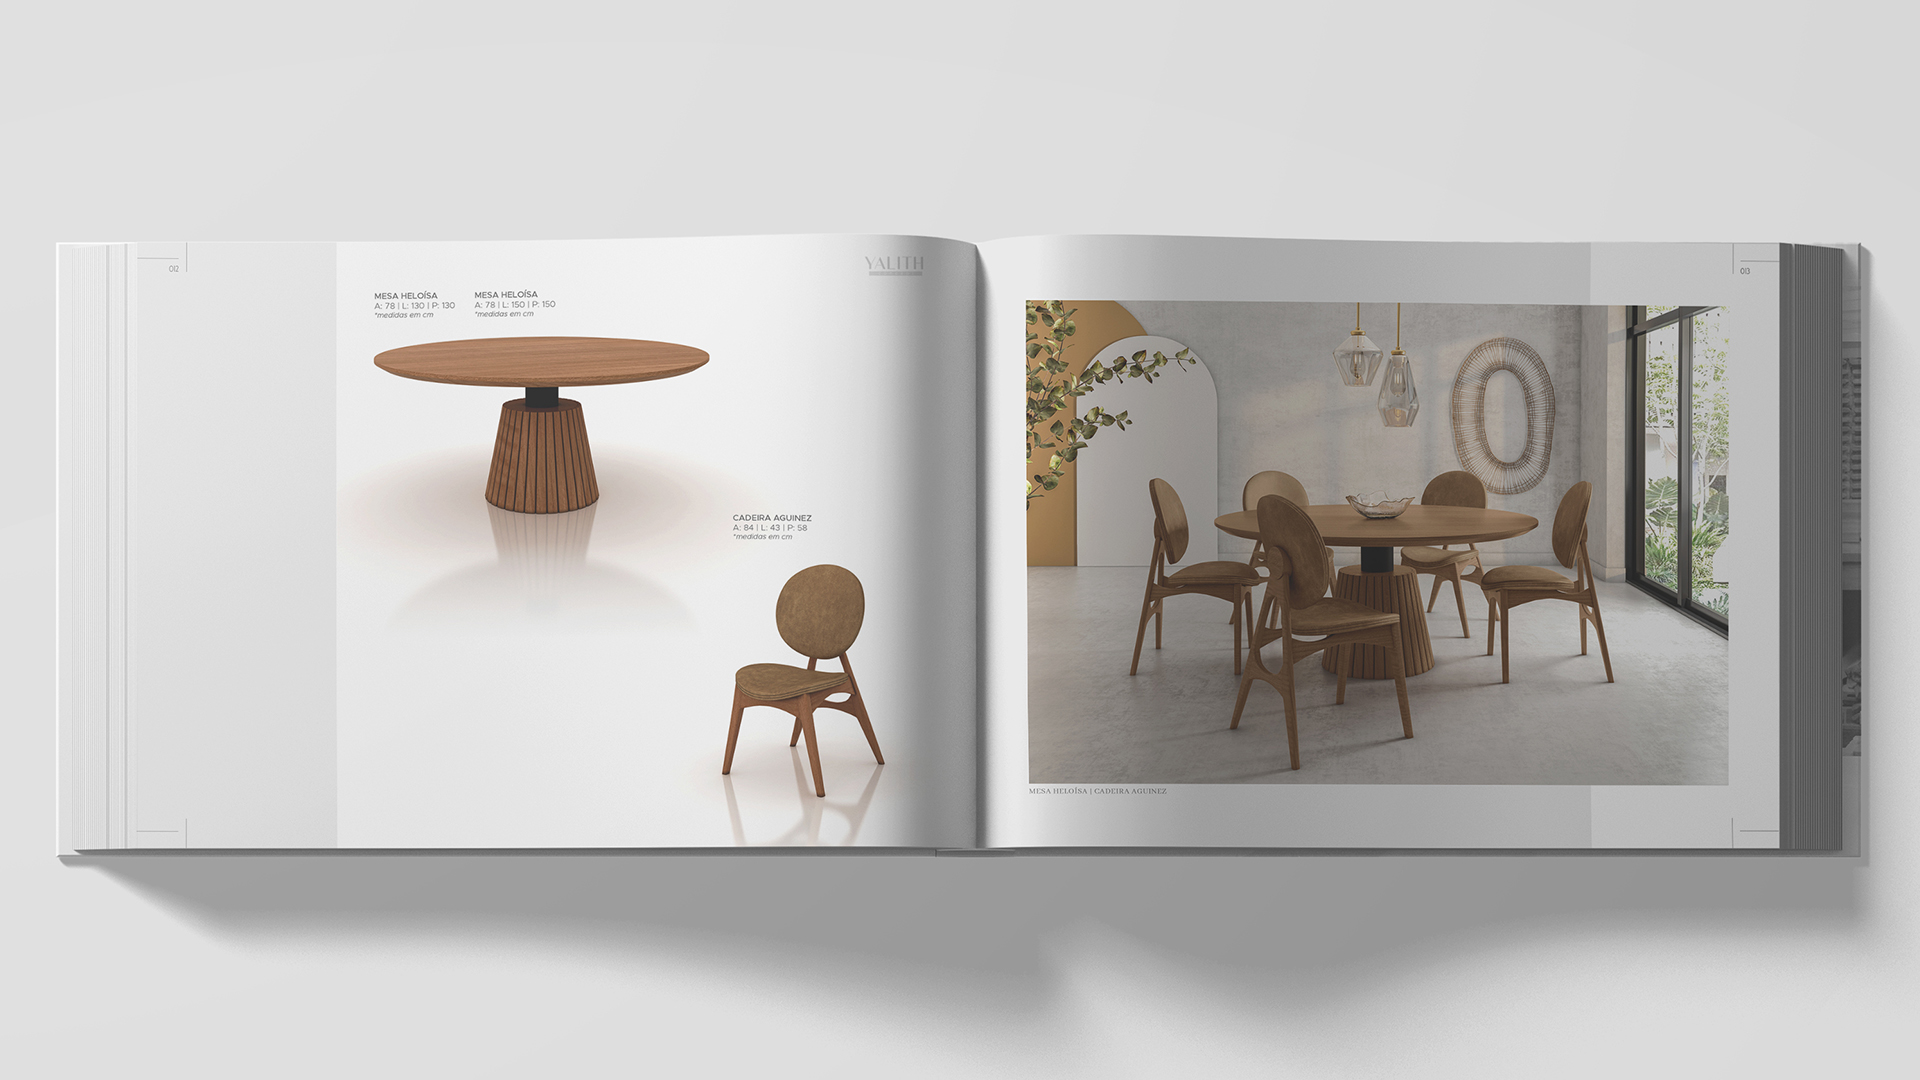 012
YALITH
MESA HELOÍSA
A: 78 | L: 130 | P: 130
*medidas em cm
MESA HELOÍSA
A: 78 | L: 150 | P: 150
*medidas em cm
CADEIRA AGUINEZ
A: 84 | L: 43 | P: 58
*medidas em cm
013
MESA HELOÍSA | CADEIRA AGUINEZ